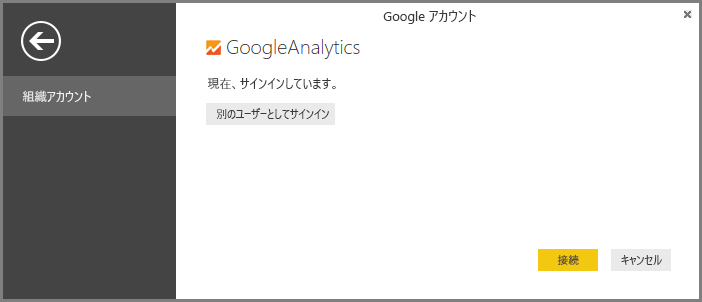 Google アカウント
GoogleAnalytics
現在、サインインしています。
組織アカウント
別のユーザーとしてサインイン
接続
キャンセル